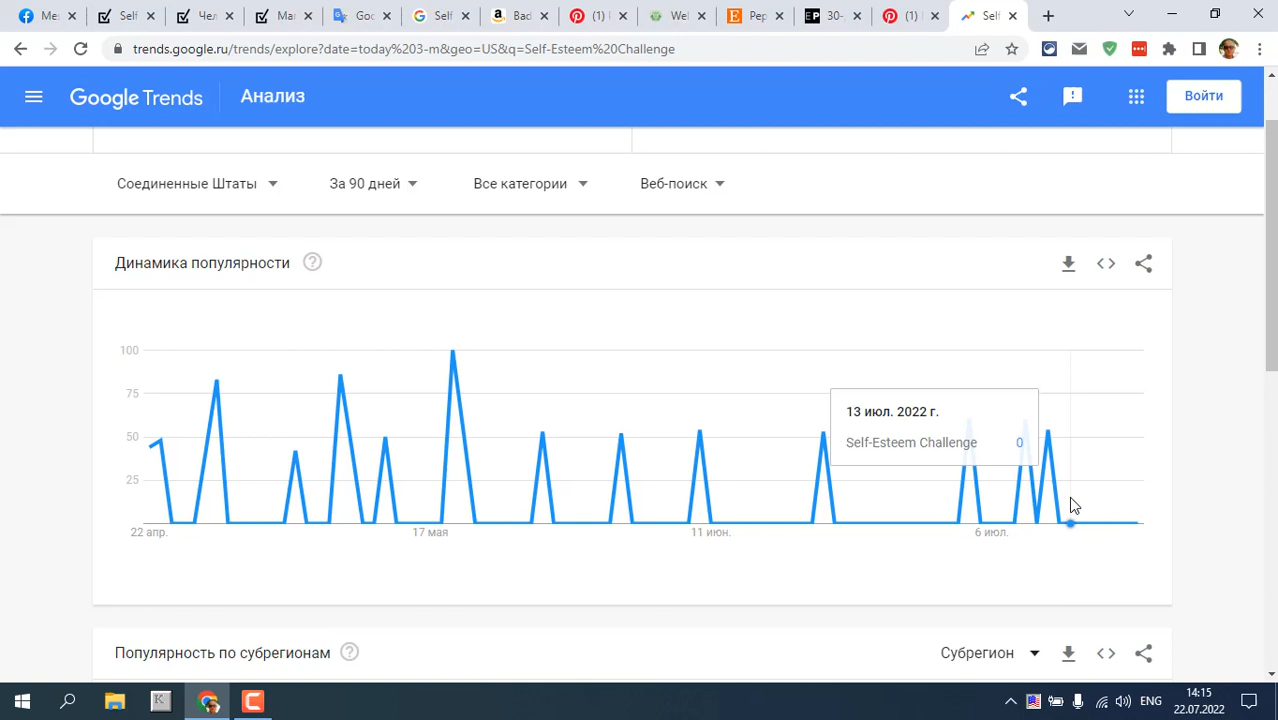 Mes
Self
Чел
Ма
Goo
Self
Bad
(1)
Wel
Pep
30-
(1)
Self
trends.google.ru/trends/explore?date=today%203-m&geo=US&q=Self-Esteem%20Challenge
Google Trends
Анализ
Войти
Соединенные Штаты
За 90 дней
Все категории
Веб-поиск
Динамика популярности
100
75
50
25
13 июл. 2022 г.
Self-Esteem Challenge 0
22 апр.
17 мая
11 июн.
6 июл.
Популярность по субрегионам
Субрегион
ENG
14:15
22.07.2022